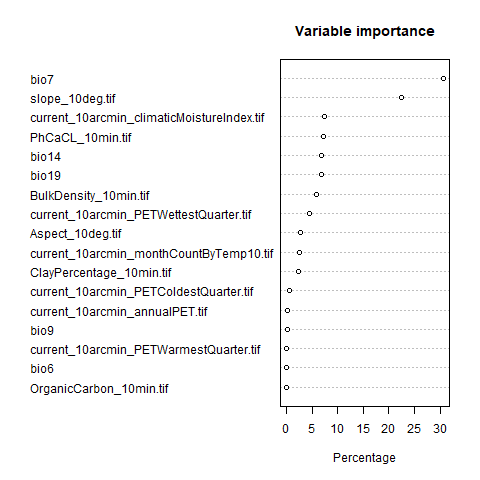 Variable importance
bio7
slope_10deg.tif
current_10arcmin_climaticMoistureIndex.tif
PhCaCL_10min.tif
bio14
bio19
BulkDensity_10min.tif
current_10arcmin_PETWettestQuarter.tif
Aspect_10deg.tif
current_10arcmin_monthCountByTemp10.tif
ClayPercentage_10min.tif
current_10arcmin_PETColdestQuarter.tif
current_10arcmin_annualPET.tif
bio9
current_10arcmin_PETWarmestQuarter.tif
bio6
OrganicCarbon_10min.tif
0 5 10 15 20 25 30
Percentage